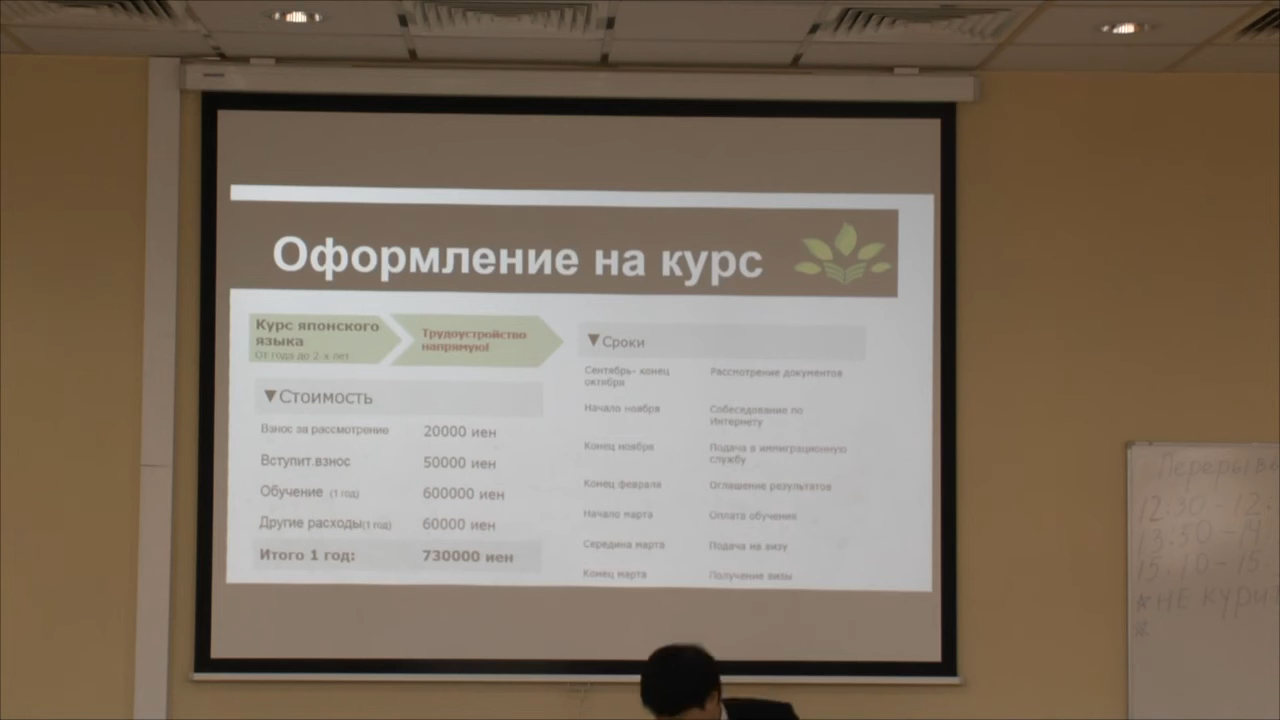 Оформление на курс
Курс японского
языка
От года до 2-х лет
Трудоустройство
напрямую!
▼Стоимость
Взнос за рассмотрение 20000 иен
Вступит.взнос 50000 иен
Обучение (1 год) 600000 иен
Другие расходы(1 год) 60000 иен
Итого 1 год: 730000 иен
▼Сроки
Сентябрь- конец
октября
Рассмотрение документов
Начало ноября
Собеседование по
Интернету
Конец ноября
Подача в иммиграционную
службу
Конец февраля Оглашение результатов
Начало марта Оплата обучения
Середина марта Подача на визу
Конец марта Получение визы
12:30 - 12:
13:50 - 14
15:10 - 15
*НЕ кури